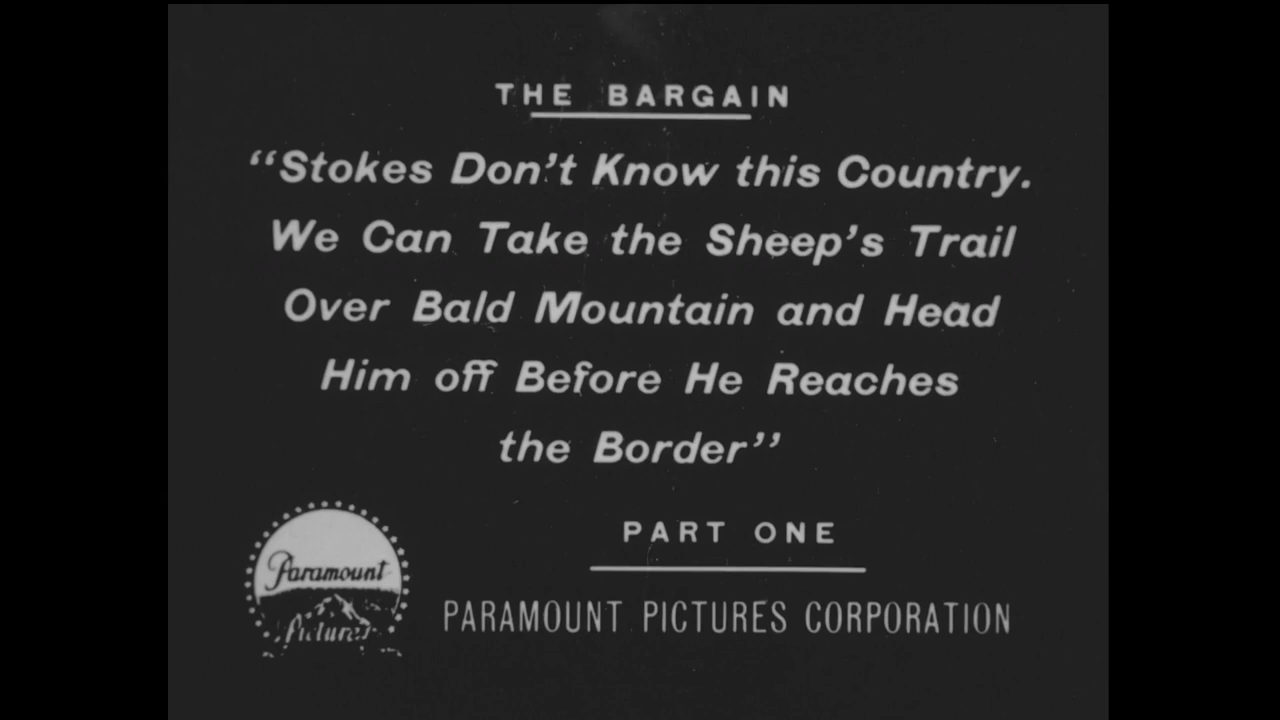 THE BARGAIN
“Stokes Don’t Know this Country.
We Can Take the Sheep’s Trail
Over Bald Mountain and Head
Him off Before He Reaches
the Border”
PART ONE
Paramount
Pictures
PARAMOUNT PICTURES CORPORATION